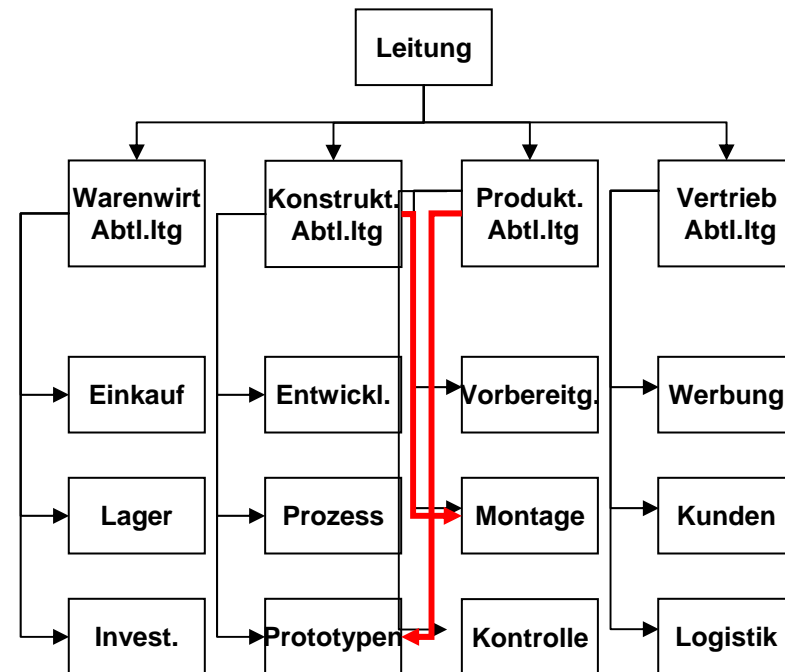 Leitung
Warenwirt
Abtl.ltg
Konstrukt.
Abtl.ltg
Produkt.
Abtl.ltg
Vertrieb
Abtl.ltg
Einkauf
Entwickl.
Vorbereitg.
Werbung
Lager
Prozess
Montage
Kunden
Invest.
Prototypen
Kontrolle
Logistik